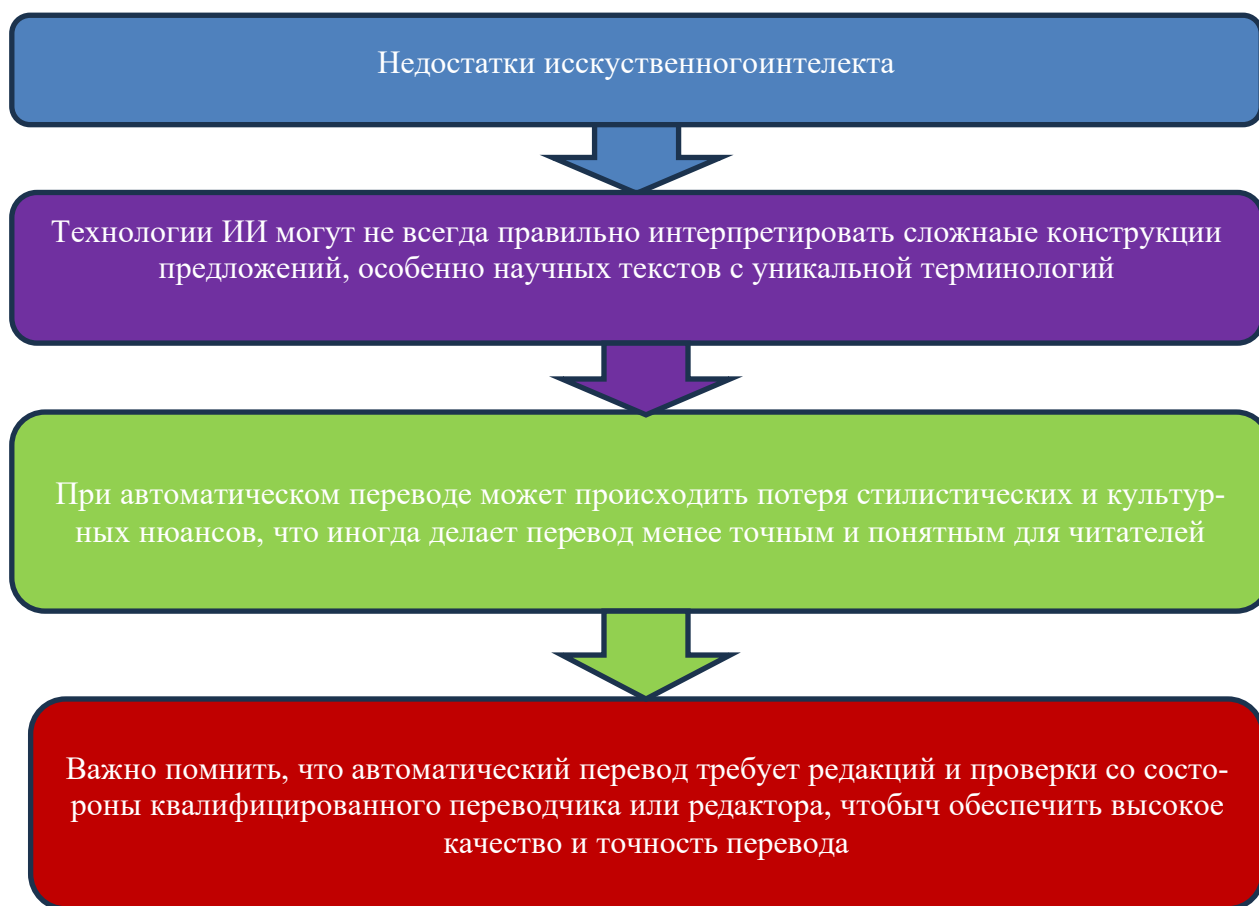 Недостатки исскуственногоинтелекта
Технологии ИИ могут не всегда правильно интерпретировать сложнаые конструкции
предложений, особенно научных текстов с уникальной терминологий
При автоматическом переводе может происходить потеря стилистических и культур-
ных нюансов, что иногда делает перевод менее точным и понятным для читателей
Важно помнить, что автоматический перевод требует редакций и проверки со состо-
роны квалифицированного переводчика или редактора, чтобыч обеспечить высокое
качество и точность перевода